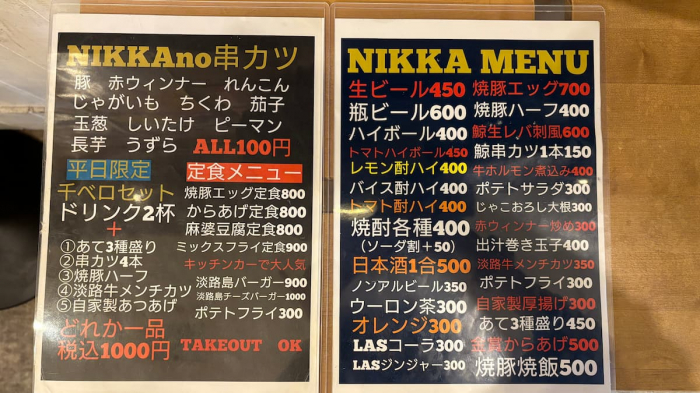 NIKKAno串カツ
豚 赤ウィンナー れんこん
じゃがいも ちくわ 茄子
玉葱 しいたけ ピーマン
長芋 うずら ALL100円
平日限定
千ベロセット
ドリンク2杯
+
①あて3種盛り
②串カツ4本
③焼豚ハーフ
④淡路牛メンチカツ
⑤自家製あつあげ
どれか一品
税込1000円
定食メニュー
焼豚エッグ定食800
からあげ定食800
麻婆豆腐定食800
ミックスフライ定食900
キッチンカーで大人気
淡路島バーガー900
淡路島チーズバーガー1000
ポテトフライ300
TAKEOUT OK
NIKKA MENU
生ビール450
瓶ビール600
ハイボール400
トマトハイボール450
レモン酎ハイ400
バイス酎ハイ400
トマト酎ハイ400
焼酎各種400
(ソーダ割+50)
日本酒1合500
ノンアルビール350
ウーロン茶300
オレンジ300
LASコーラ300
LASジンジャー300
焼豚エッグ700
焼豚ハーフ400
鯨生レバ刺風600
鯨串カツ1本150
牛ホルモン煮込み400
ポテトサラダ300
じゃこおろし大根300
赤ウィンナー炒め300
出汁巻き玉子400
淡路牛メンチカツ350
ポテトフライ300
自家製厚揚げ300
あて3種盛り450
金賞からあげ500
焼豚焼飯500